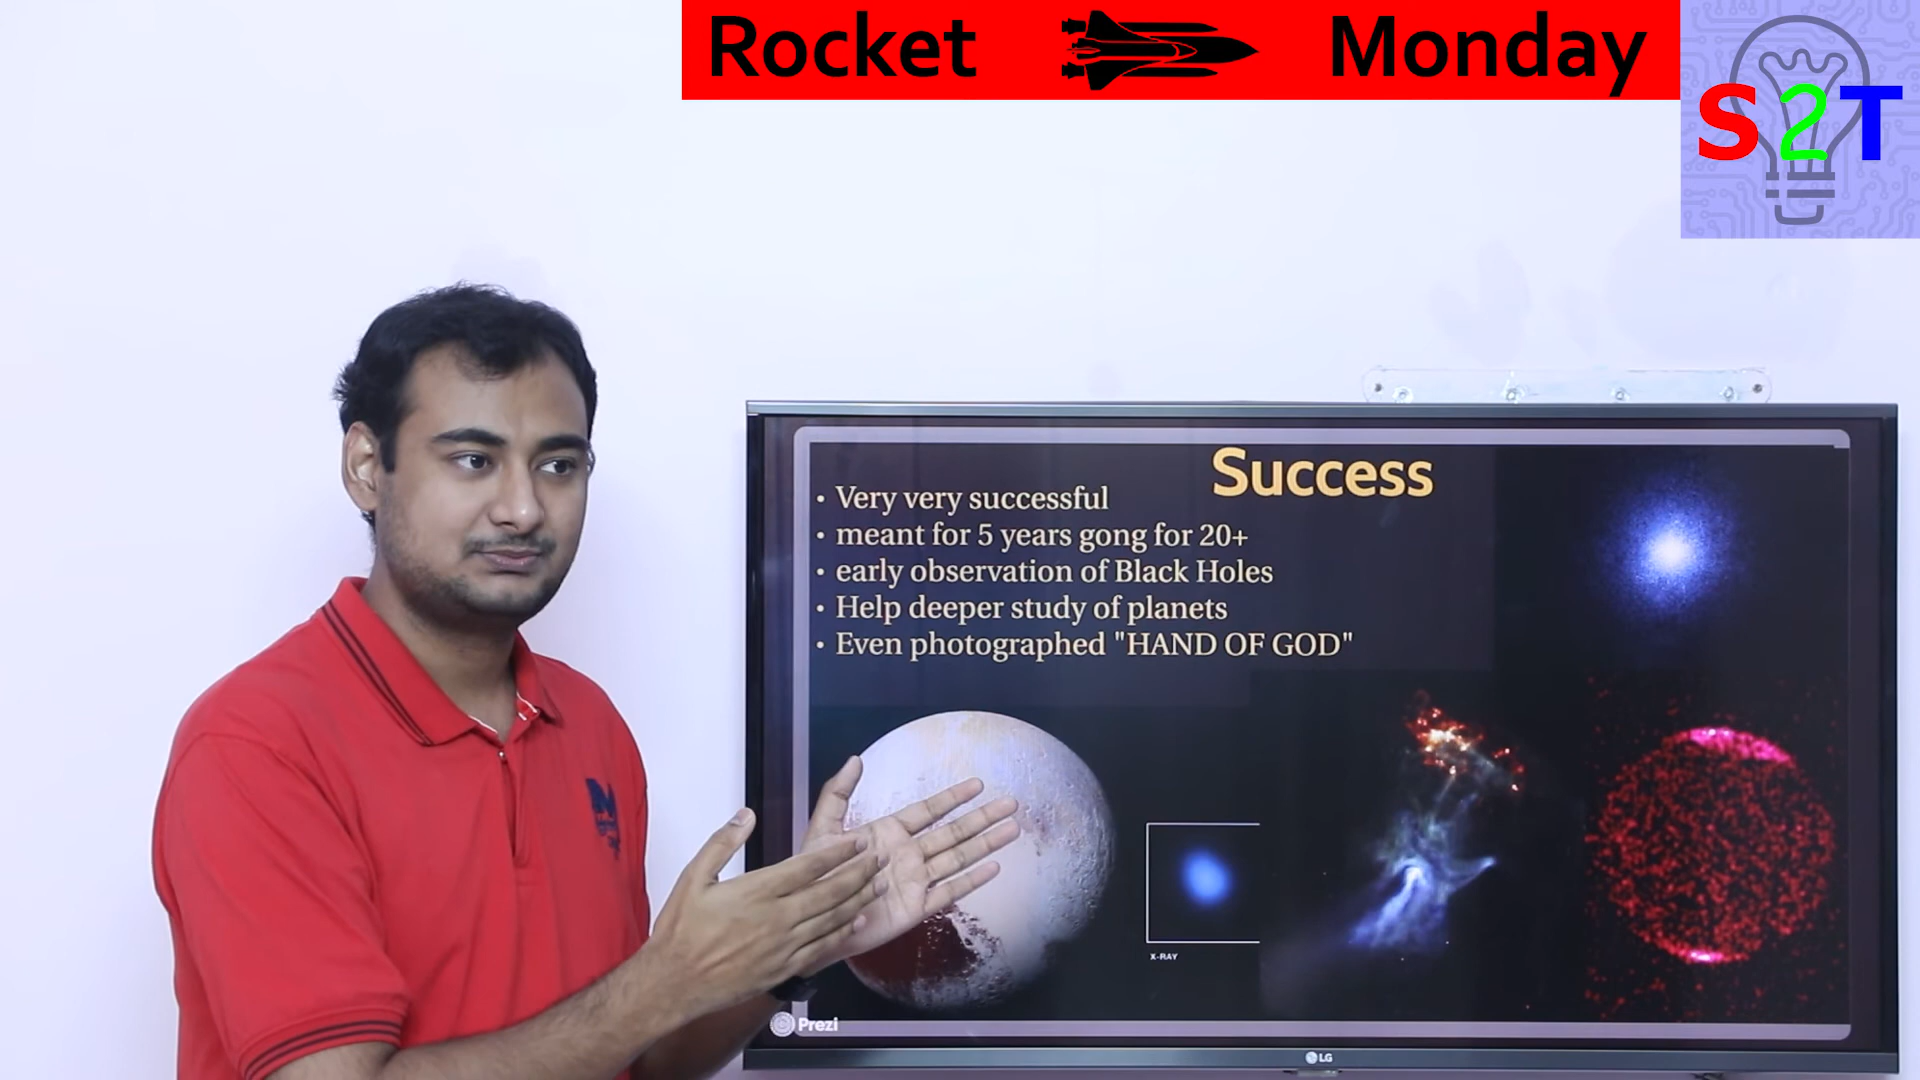 Rocket Monday
S2T
Success
• Very very successful
• meant for 5 years gong for 20+
• early observation of Black Holes
• Help deeper study of planets
• Even photographed "HAND OF GOD"
X-RAY
Prezi
LG